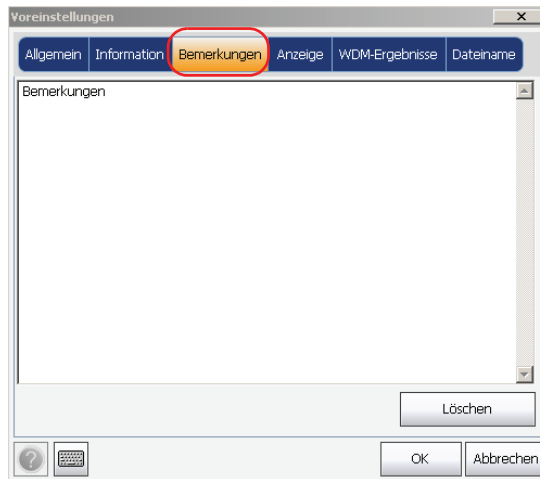 Voreinstellungen
Allgemein Information Bemerkungen Anzeige WDM-Ergebnisse Dateiname
Bemerkungen
Löschen
OK Abbrechen